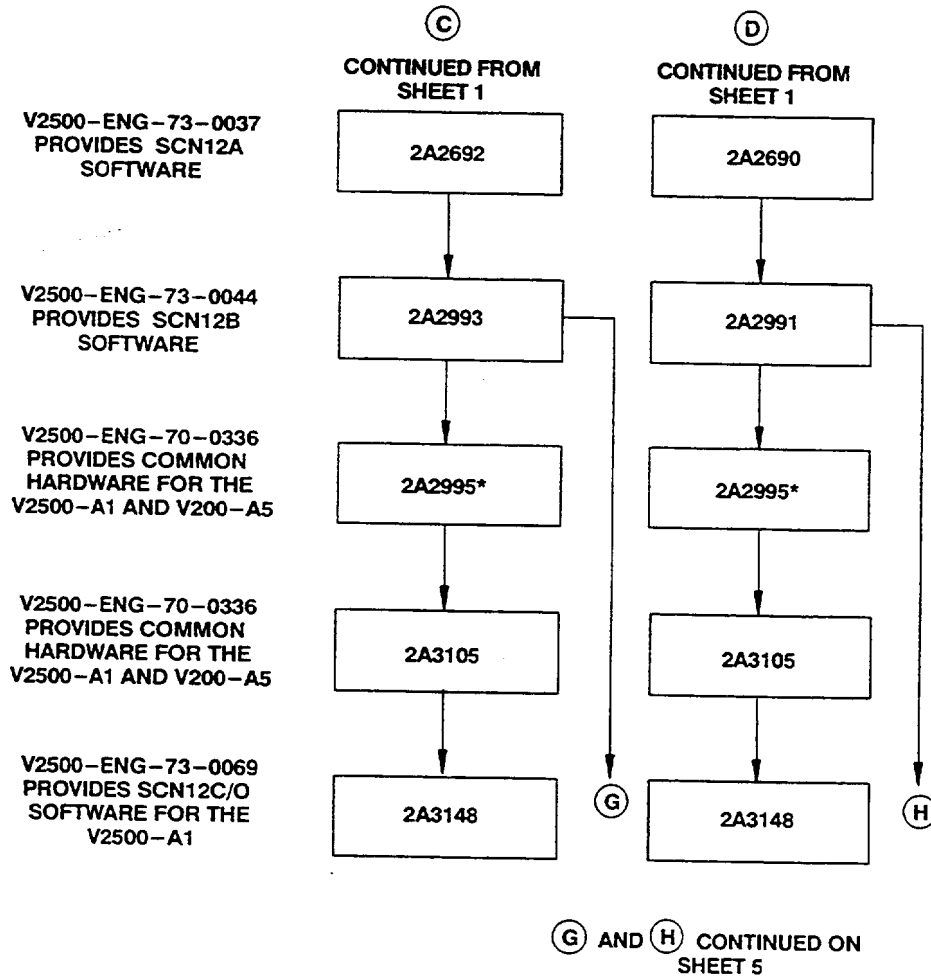 C
D
CONTINUED FROM
SHEET 1
CONTINUED FROM
SHEET 1
V2500-ENG-73-0037
PROVIDES SCN12A
SOFTWARE
2A2692
2A2690
V2500-ENG-73-0044
PROVIDES SCN12B
SOFTWARE
2A2993
2A2991
V2500-ENG-70-0336
PROVIDES COMMON
HARDWARE FOR THE
V2500-A1 AND V200-A5
2A2995*
2A2995*
V2500-ENG-70-0336
PROVIDES COMMON
HARDWARE FOR THE
V2500-A1 AND V200-A5
2A3105
2A3105
V2500-ENG-73-0069
PROVIDES SCN12C/O
SOFTWARE FOR THE
V2500-A1
2A3148
G
2A3148
H
G AND H CONTINUED ON
SHEET 5